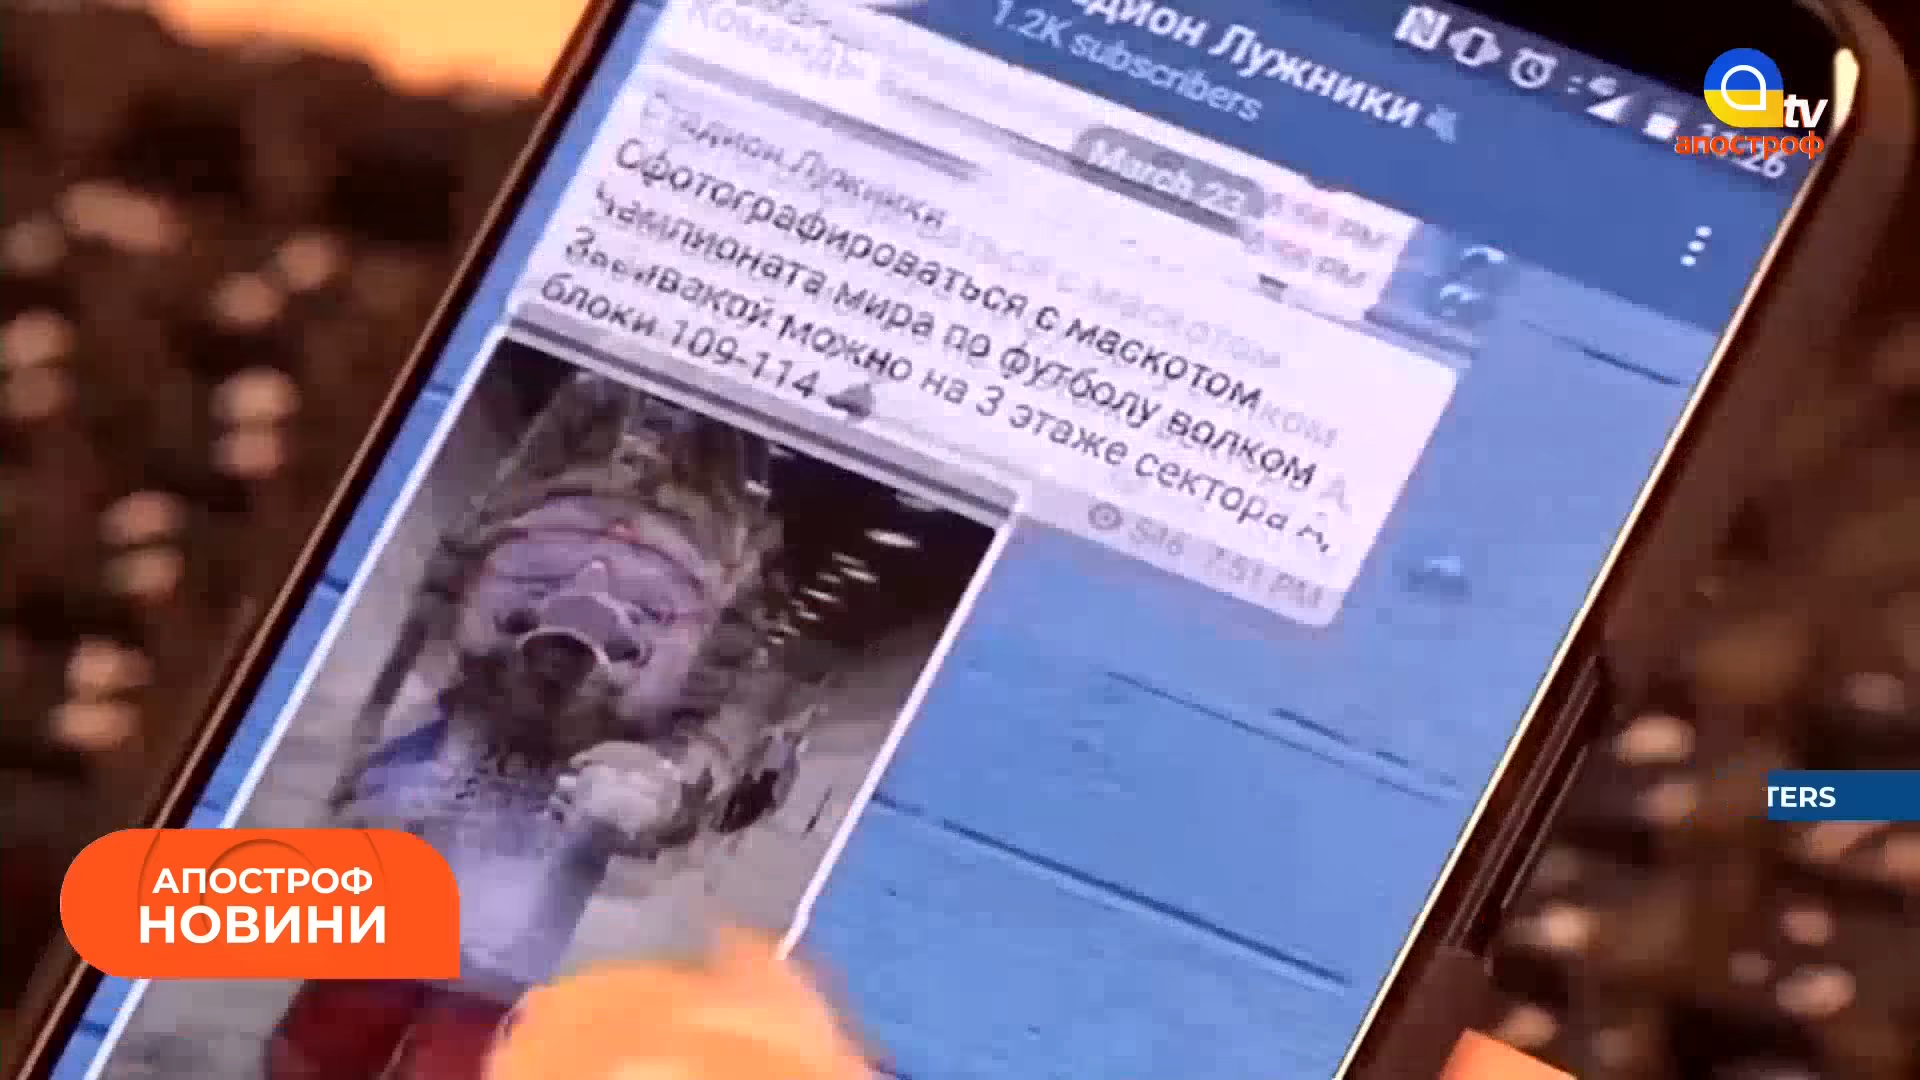 Стадион Лужники
1.2K subscribers
Команды
March 23
Стадион Лужники
Сфотографироваться с маскотом
чемпионата мира по футболу волком
Забивакой можно на 3 этаже сектора А,
блоки 109-114
7:51 PM
tv
апостроф
TERS
АПОСТРОФ
НОВИНИ